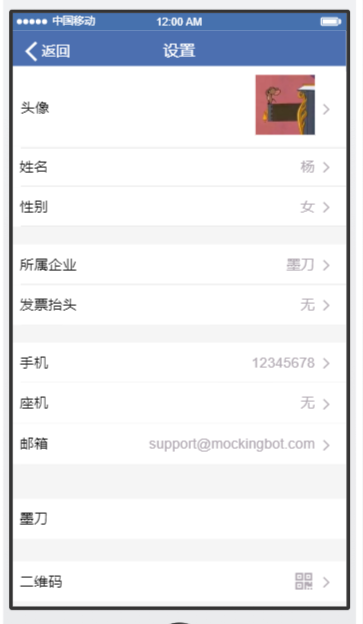 中国移动 12:00 AM
返回 设置
头像
姓名 杨
性别 女
所属企业 墨刀
发票抬头 无
手机 12345678
座机 无
邮箱 support@mockingbot.com
墨刀
二维码